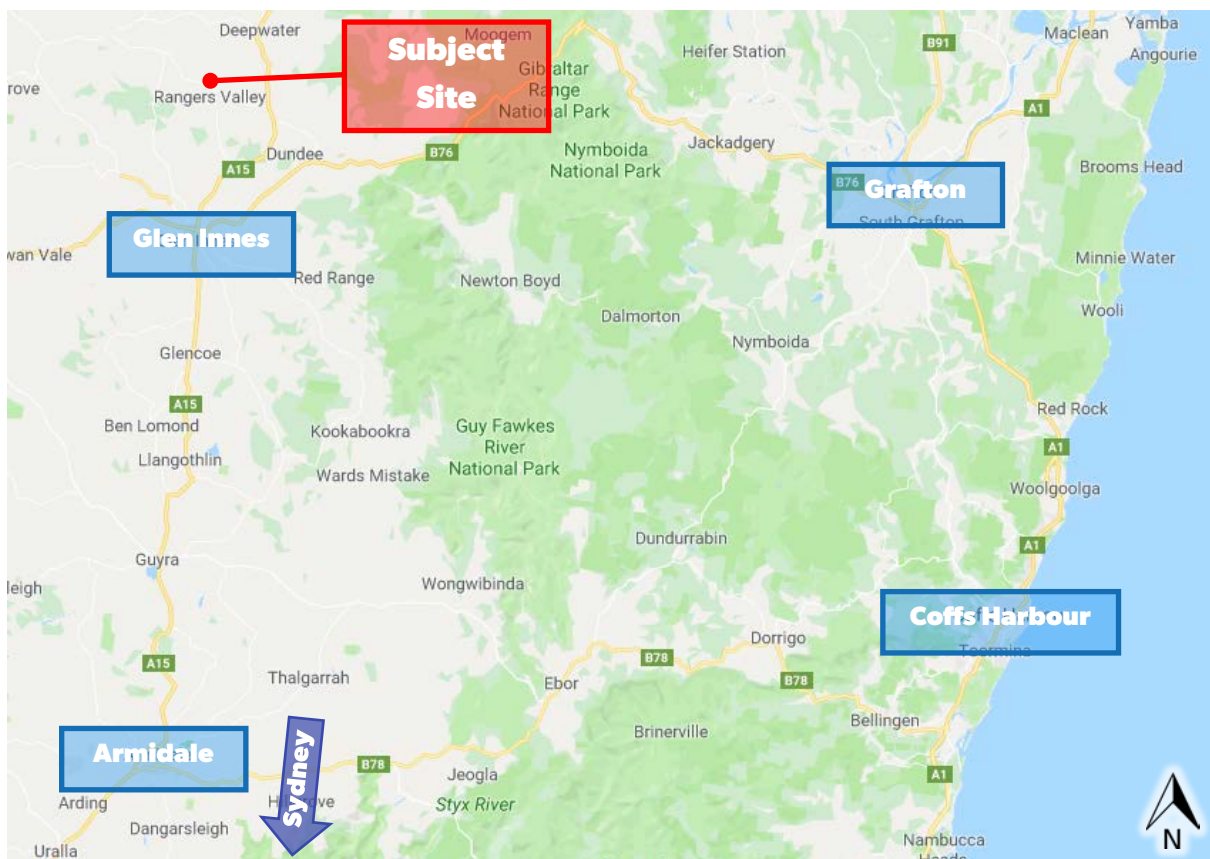 Deepwater
Moogem
Subject
Site
Heifer Station
B91
Maclean
Yamba
Angourie
rove
Rangers Valley
Gibraltar
Range
National Park
A1
Dundee
B76
A15
Nymboida
National Park
Jackadgery
B76
Grafton
South Grafton
Brooms Head
Glen Innes
wan Vale
Red Range
Newton Boyd
Minnie Water
Dalmorton
Wooli
Nymboida
Glencoe
A15
Ben Lomond
Kookabookra
Guy Fawkes
River
National Park
Red Rock
A1
Llangothlin
Wards Mistake
Woolgoolga
Dundurrabin
A1
Guyra
leigh
Wongwibinda
Coffs Harbour
Toormina
Dorrigo
B78
A15
Thalgarrah
Ebor
B78
Bellingen
Brinerville
Armidale
Sydney
B78
Jeogla
A1
Arding
Styx River
Dangarsleigh
Uralla
Nambucca
Heads
N